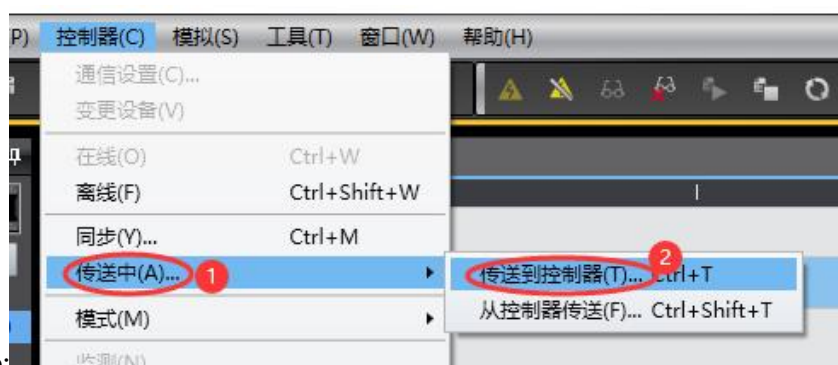 P) 控制器(C) 模拟(S) 工具(T) 窗口(W) 帮助(H)
通信设置(C)...
变更设备(V)
在线(O) Ctrl+W
离线(F) Ctrl+Shift+W
同步(Y)... Ctrl+M
传送中(A)... 1
传送到控制器(T)... Ctrl+T 2
从控制器传送(F)... Ctrl+Shift+T
模式(M)
监测(N)